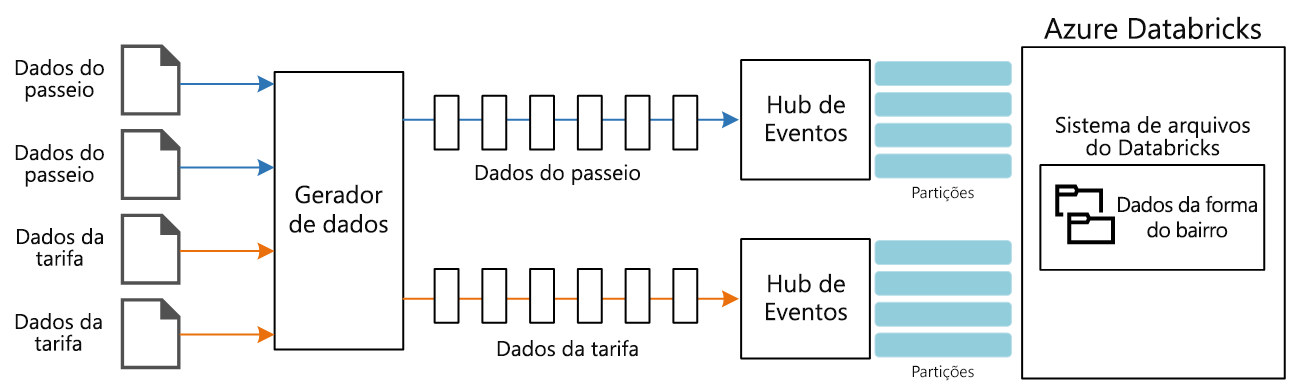 Azure Databricks
Dados do
passeio
Dados do
passeio
Dados da
tarifa
Dados da
tarifa
Gerador
de dados
Dados do passeio
Dados da tarifa
Hub de
Eventos
Partições
Hub de
Eventos
Partições
Sistema de arquivos
do Databricks
Dados da forma
do bairro